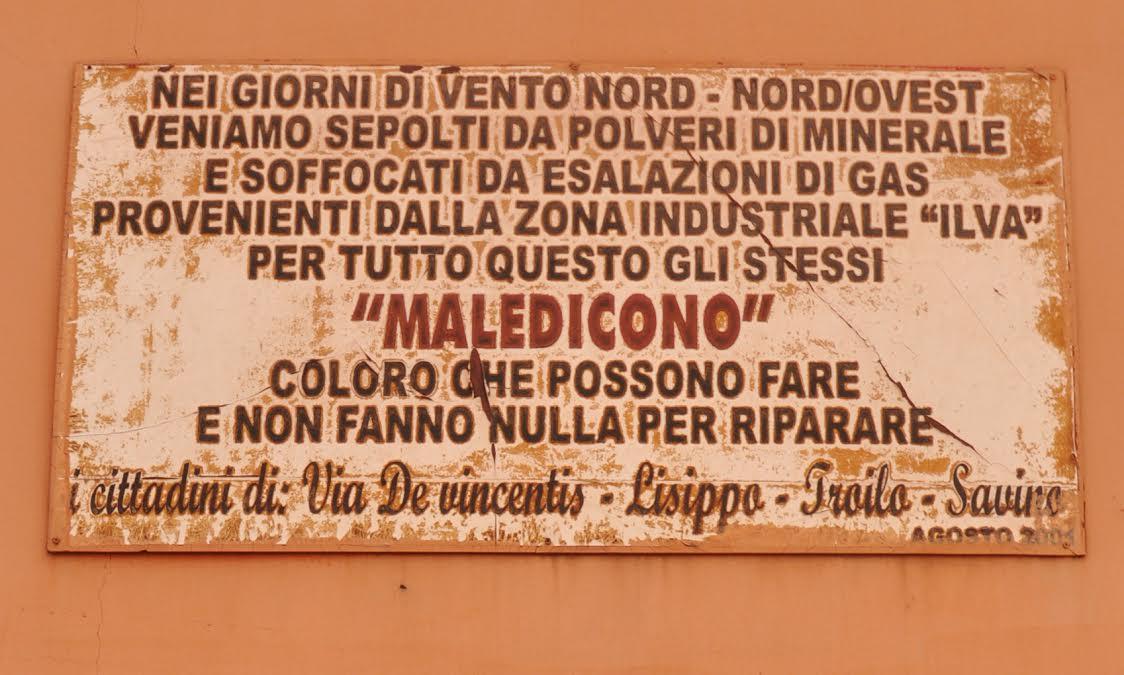 NEI GIORNI DI VENTO NORD - NORD/OVEST
VENIAMO SEPOLTI DA POLVERI DI MINERALE
E SOFFOCATI DA ESALAZIONI DI GAS
PROVENIENTI DALLA ZONA INDUSTRIALE “ILVA”
PER TUTTO QUESTO GLI STESSI
“MALEDICONO”
COLORO CHE POSSONO FARE
E NON FANNO NULLA PER RIPARARE
i cittadini di: Via De vincentis - Lisippo - Troilo - Savino
AGOSTO 2001